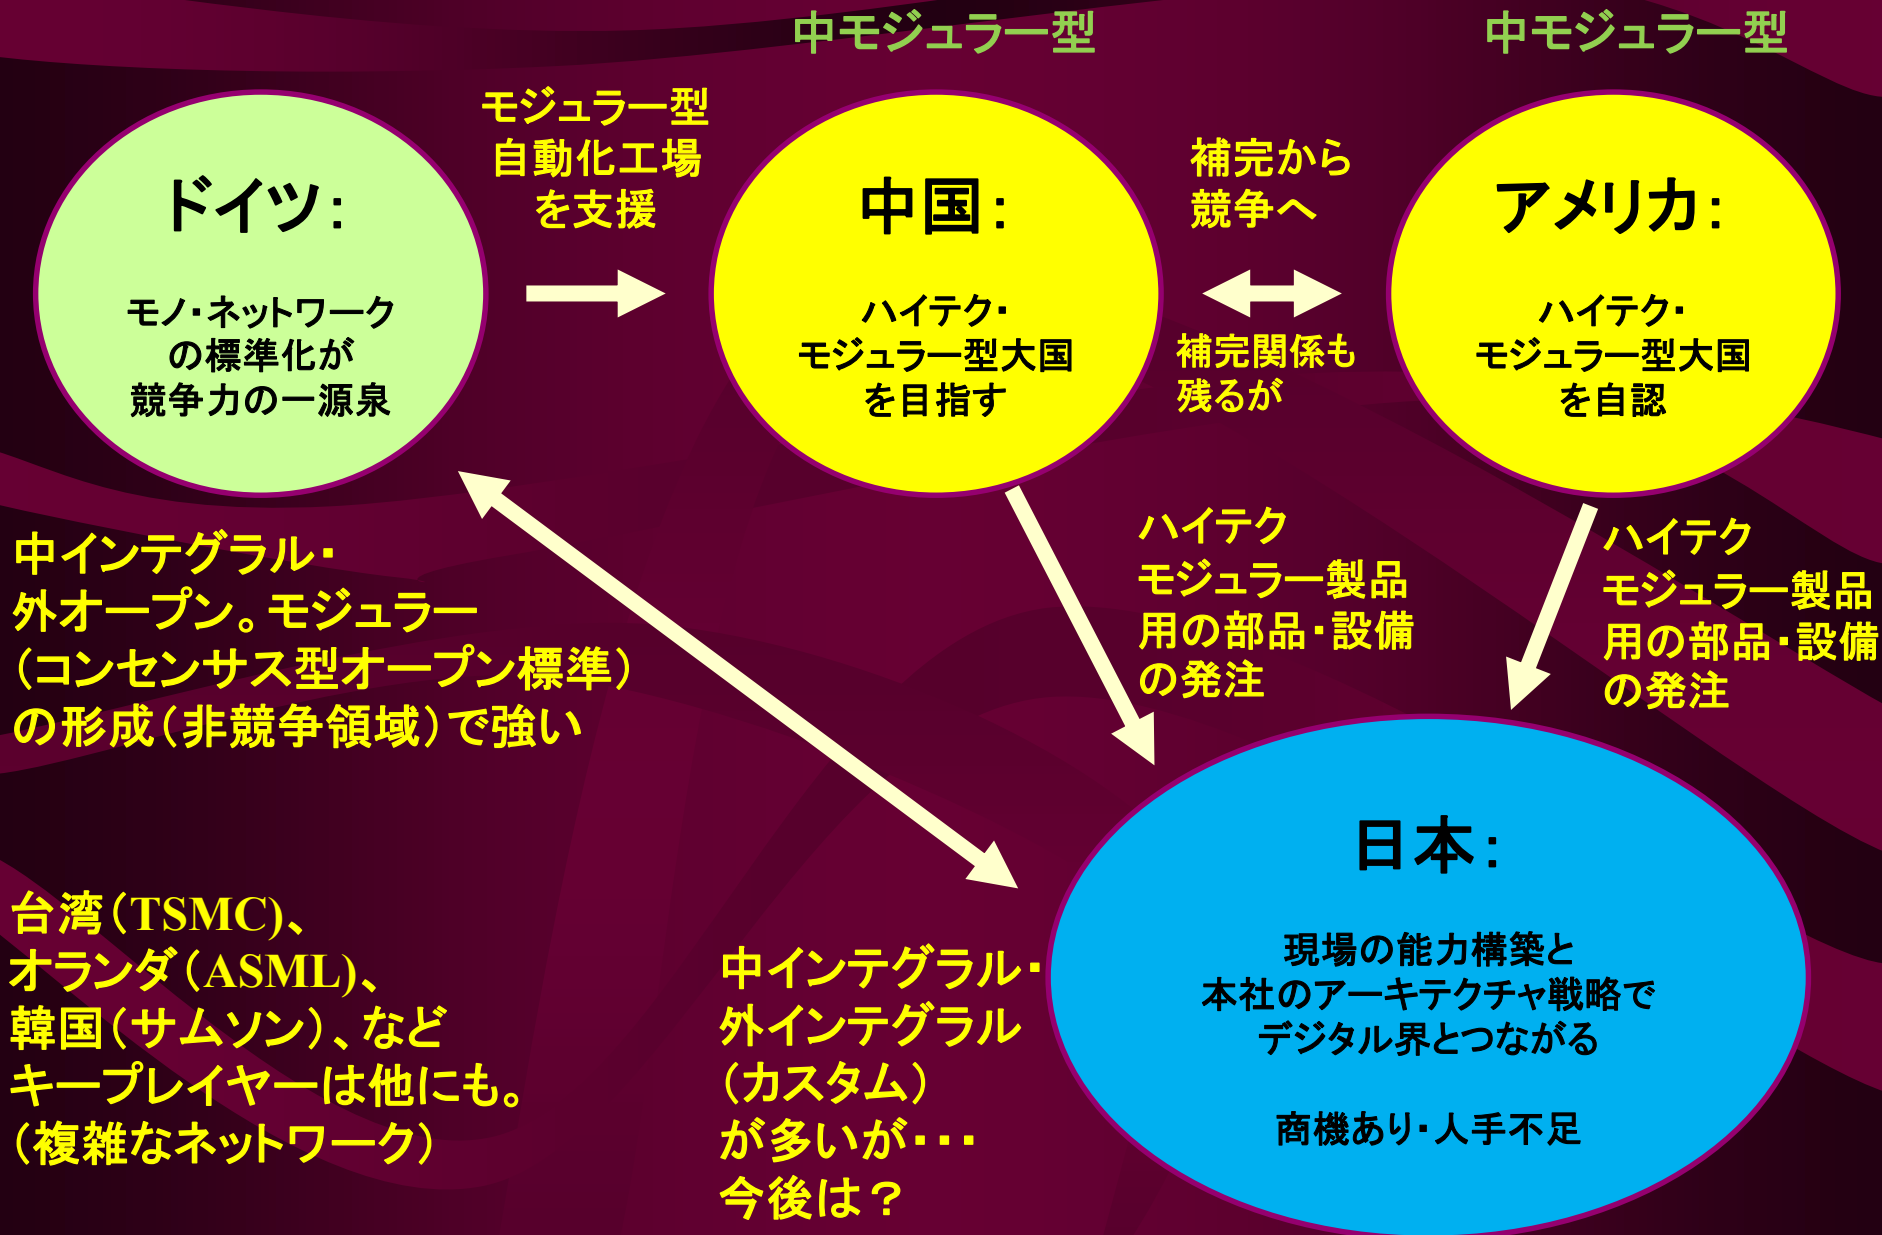 中モジュラー型
中モジュラー型
モジュラー型
自動化工場
を支援
ドイツ：
モノ・ネットワーク
の標準化が
競争力の一源泉
中国：
ハイテク・
モジュラー型大国
を目指す
補完から
競争へ
補完関係も
残るが
アメリカ：
ハイテク・
モジュラー型大国
を自認
中インテグラル・
外オープン。モジュラー
（コンセンサス型オープン標準）
の形成（非競争領域）で強い
ハイテク
モジュラー製品
用の部品・設備
の発注
ハイテク
モジュラー製品
用の部品・設備
の発注
台湾（TSMC)、
オランダ（ASML)、
韓国（サムソン）、など
キープレイヤーは他にも。
（複雑なネットワーク）
中インテグラル・
外インテグラル
（カスタム）
が多いが・・・
今後は？
日本：
現場の能力構築と
本社のアーキテクチャ戦略で
デジタル界とつながる
商機あり・人手不足